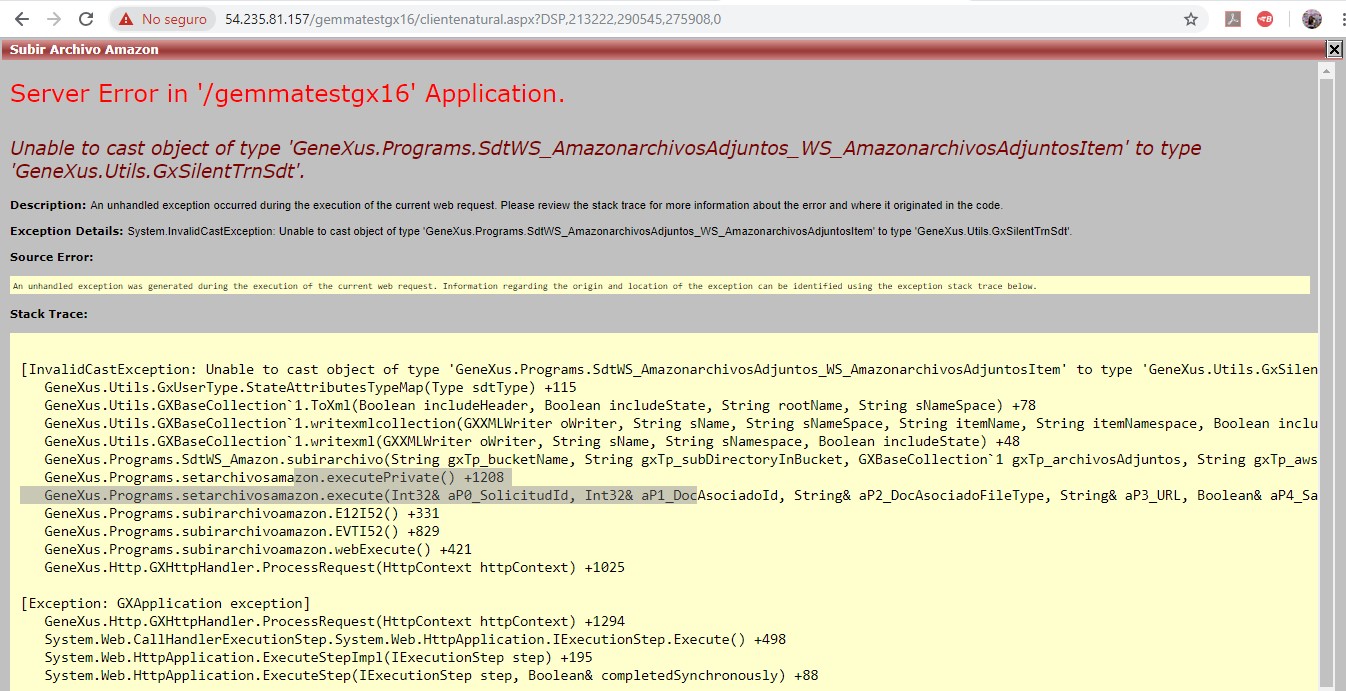 No seguro
54.235.81.157/gemmatestgx16/clientenatural.aspx?DSP,213222,290545,275908,0
Subir Archivo Amazon
Server Error in '/gemmatestgx16' Application.
Unable to cast object of type 'GeneXus.Programs.SdtWS_AmazonarchivosAdjuntos_WS_AmazonarchivosAdjuntosItem' to type
'GeneXus.Utils.GxSilentTrnSdt'.
Description: An unhandled exception occurred during the execution of the current web request. Please review the stack trace for more information about the error and where it originated in the code.
Exception Details: System.InvalidCastException: Unable to cast object of type 'GeneXus.Programs.SdtWS_AmazonarchivosAdjuntos_WS_AmazonarchivosAdjuntosItem' to type 'GeneXus.Utils.GxSilentTrnSdt'.
Source Error:
An unhandled exception was generated during the execution of the current web request. Information regarding the origin and location of the exception can be identified using the exception stack trace below.
Stack Trace:
[InvalidCastException: Unable to cast object of type 'GeneXus.Programs.SdtWS_AmazonarchivosAdjuntos_WS_AmazonarchivosAdjuntosItem' to type 'GeneXus.Utils.GxSilen
GeneXus.Utils.GxUserType.StateAttributesTypeMap(Type sdtType) +115
GeneXus.Utils.GXBaseCollection`1.ToXml(Boolean includeHeader, Boolean includeState, String rootName, String sNameSpace) +78
GeneXus.Utils.GXBaseCollection`1.writexmlcollection(GXXMLWriter oWriter, String sName, String sNameSpace, String itemName, String itemNamespace, Boolean inclu
GeneXus.Utils.GXBaseCollection`1.writexml(GXXMLWriter oWriter, String sName, String sNamespace, Boolean includeState) +48
GeneXus.Programs.SdtWS_Amazon.subirarchivo(String gxTp_bucketName, String gxTp_subDirectoryInBucket, GXBaseCollection`1 gxTp_archivosAdjuntos, String gxTp_aws
GeneXus.Programs.setarchivosamazon.executePrivate() +1208
GeneXus.Programs.setarchivosamazon.execute(Int32& aP0_SolicitudId, Int32& aP1_DocAsociadoId, String& aP2_DocAsociadoFileType, String& aP3_URL, Boolean& aP4_Sa
GeneXus.Programs.subirarchivoamazon.E12I52() +331
GeneXus.Programs.subirarchivoamazon.EVTI52() +829
GeneXus.Programs.subirarchivoamazon.webExecute() +421
GeneXus.Http.GXHttpHandler.ProcessRequest(HttpContext httpContext) +1025
[Exception: GXApplication exception]
GeneXus.Http.GXHttpHandler.ProcessRequest(HttpContext httpContext) +1294
System.Web.CallHandlerExecutionStep.System.Web.HttpApplication.IExecutionStep.Execute() +498
System.Web.HttpApplication.ExecuteStepImpl(IExecutionStep step) +195
System.Web.HttpApplication.ExecuteStep(IExecutionStep step, Boolean& completedSynchronously) +88